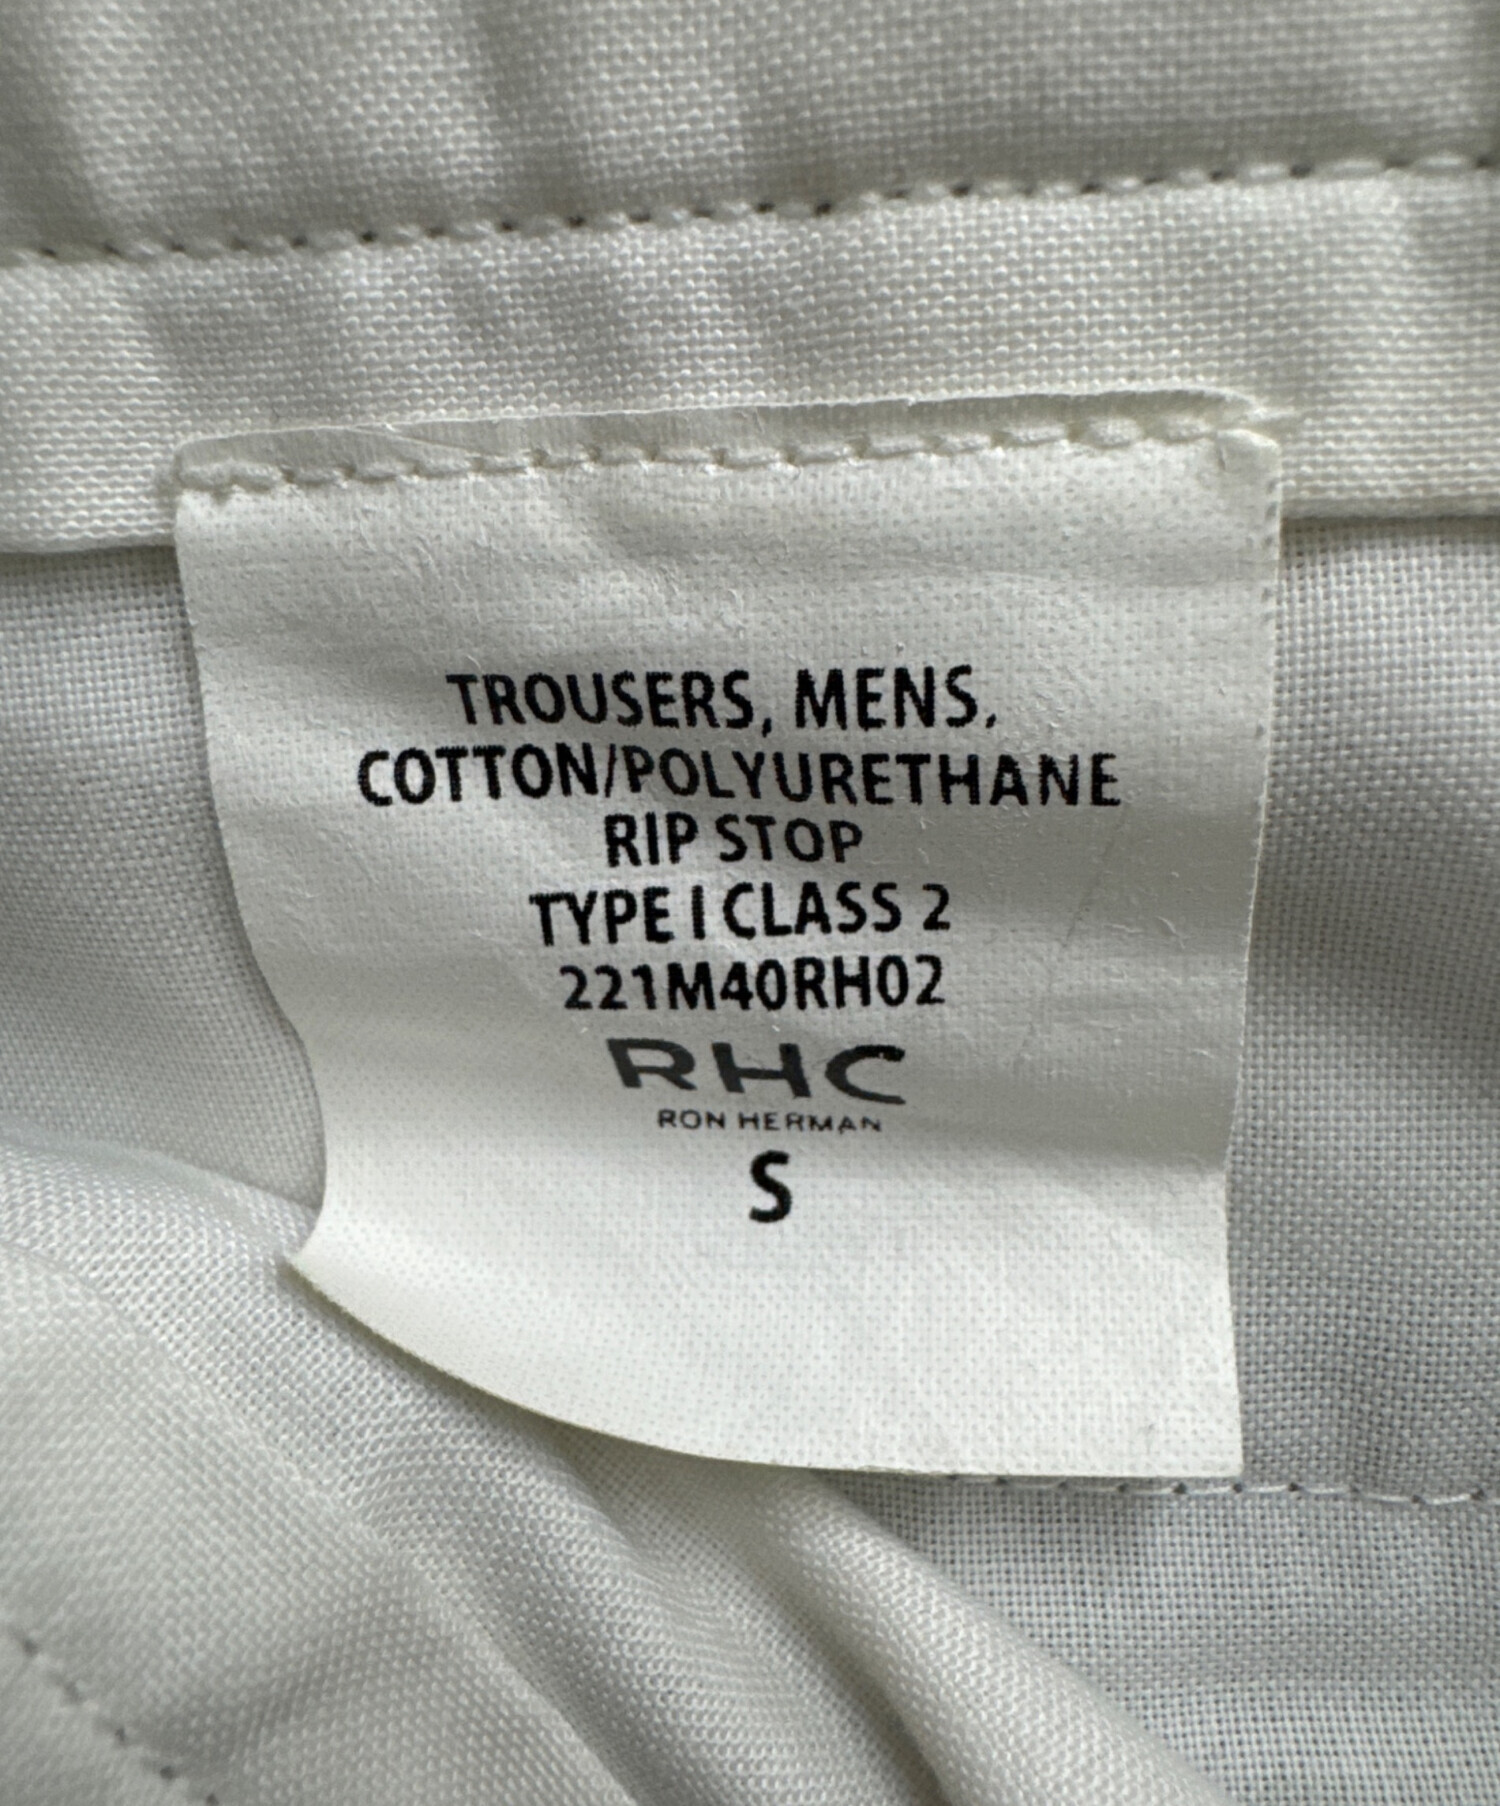 TROUSERS, MENS,
COTTON/POLYURETHANE
RIP STOP
TYPE I CLASS 2
221M40RH02
RHC
RON HERMAN
S